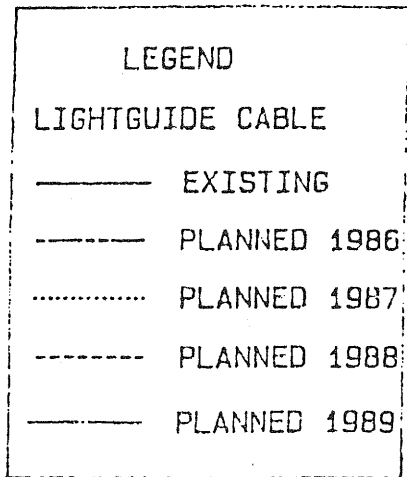 LEGEND
LIGHTGUIDE CABLE
EXISTING
PLANNED 1986
PLANNED 1987
PLANNED 1988
PLANNED 1989